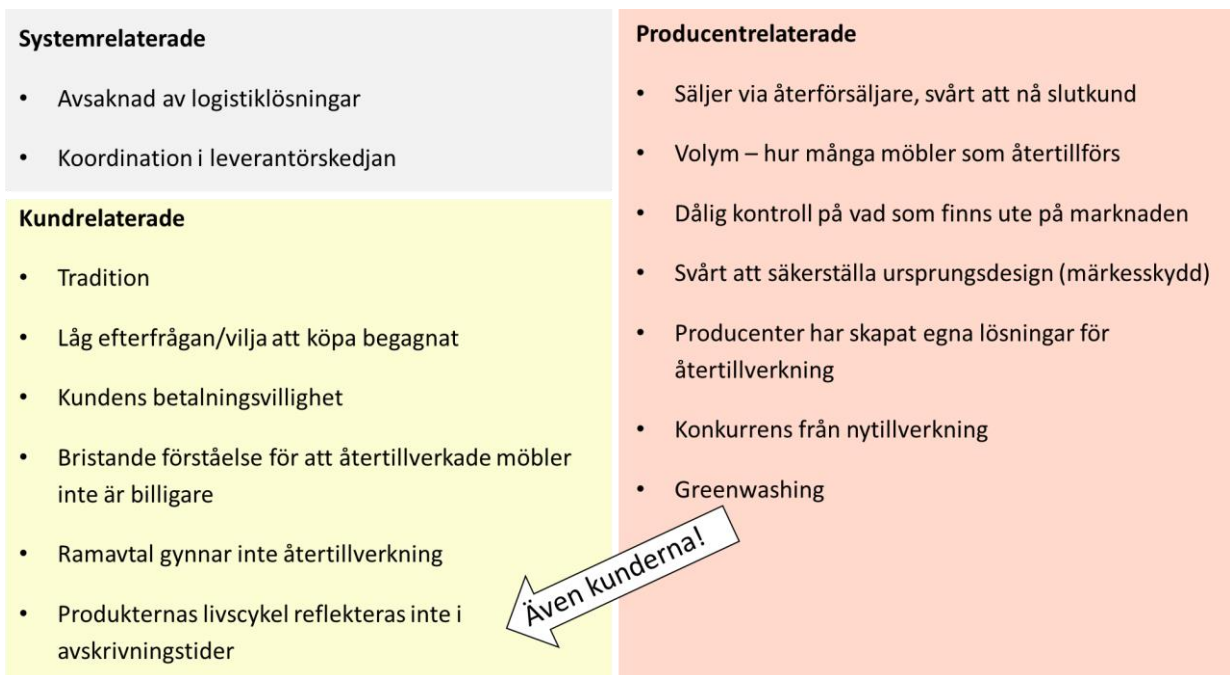 Systemrelaterade
• Avsaknad av logistiklösningar
• Koordination i leverantörskedjan
Kundrelaterade
• Tradition
• Låg efterfrågan/vilja att köpa begagnat
• Kundens betalningsvillighet
• Bristande förståelse för att återtillverkade möbler
inte är billigare
• Ramavtal gynnar inte återtillverkning
• Produkternas livscykel reflekteras inte i
avskrivningstider
Producentrelaterade
• Säljer via återförsäljare, svårt att nå slutkund
• Volym – hur många möbler som återtillförs
• Dålig kontroll på vad som finns ute på marknaden
• Svårt att säkerställa ursprungsdesign (märkesskydd)
• Producenter har skapat egna lösningar för
återtillverkning
• Konkurrens från nytillverkning
• Greenwashing
Även kunderna!